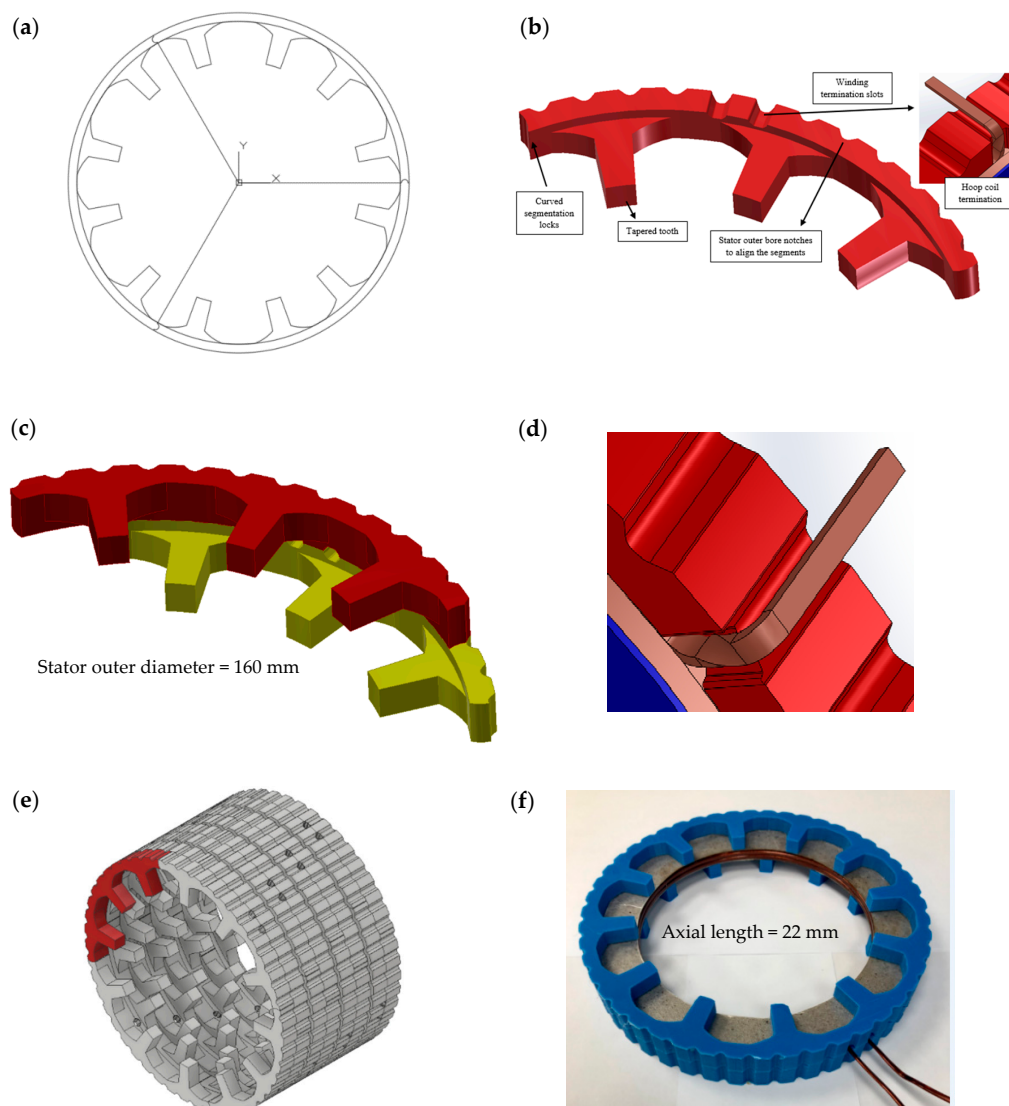 (a)
Y
X
(b)
Winding
termination slots
Hoop coil
termination
Curved
segmentation
locks
Tapered tooth
Stator outer bore notches
to align the segments
(c)
Stator outer diameter = 160 mm
(d)
(e)
(f)
Axial length = 22 mm